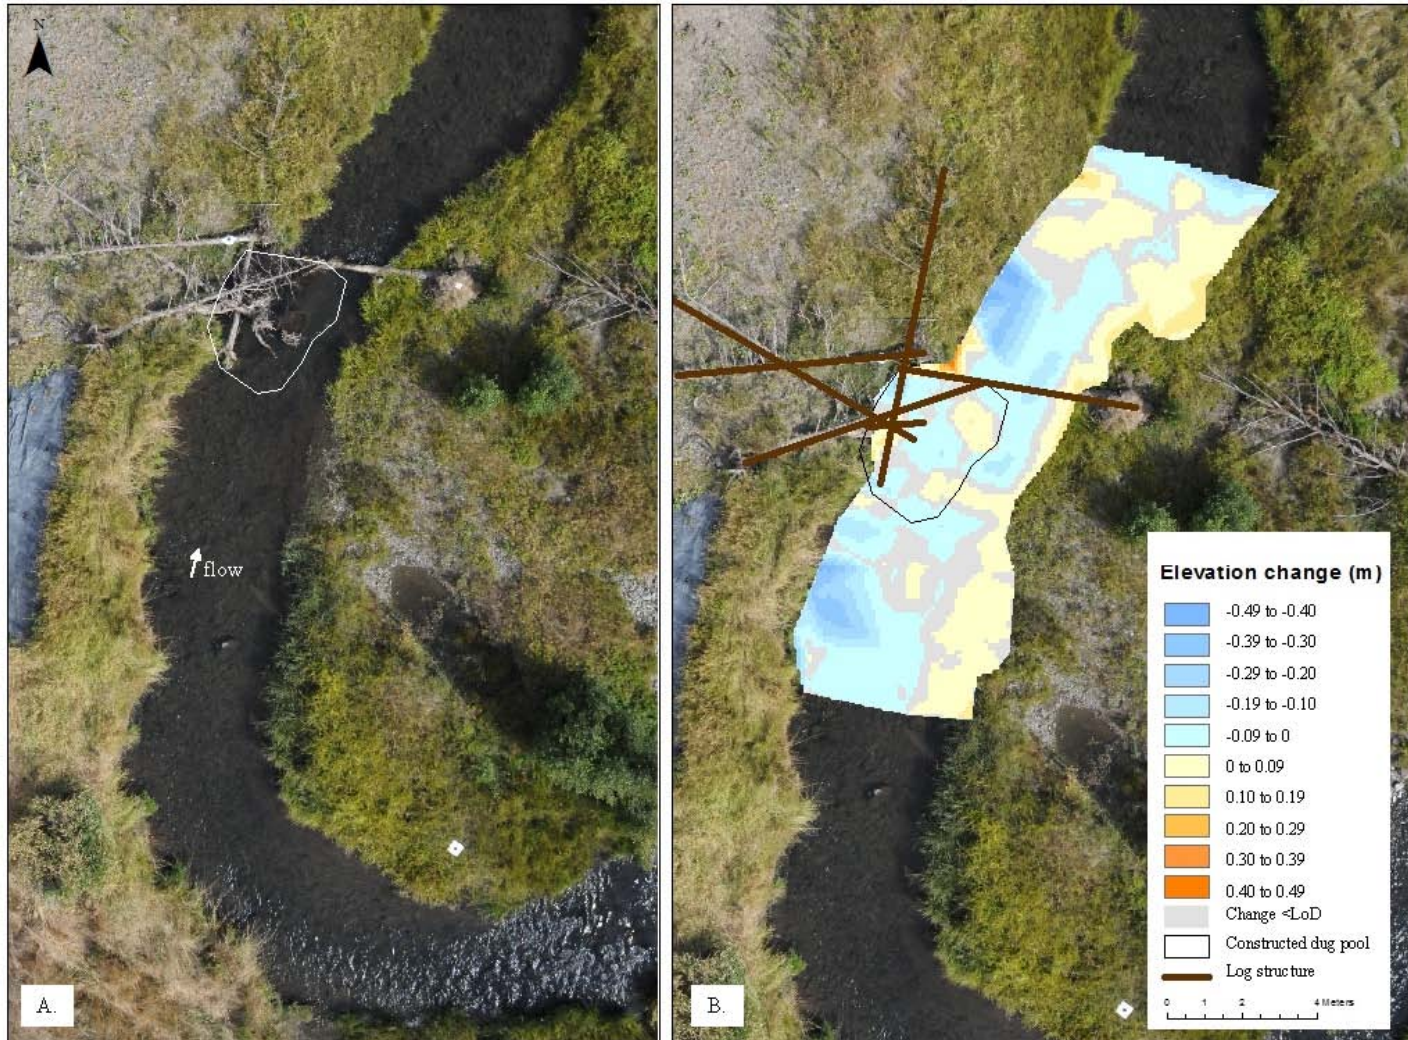 N
flow
A.
B.
Elevation change (m)
-0.49 to -0.40
-0.39 to -0.30
-0.29 to -0.20
-0.19 to -0.10
-0.09 to 0
0 to 0.09
0.10 to 0.19
0.20 to 0.29
0.30 to 0.39
0.40 to 0.49
Change <LoD
Constructed dug pool
Log structure
0 1 2 4 Meters